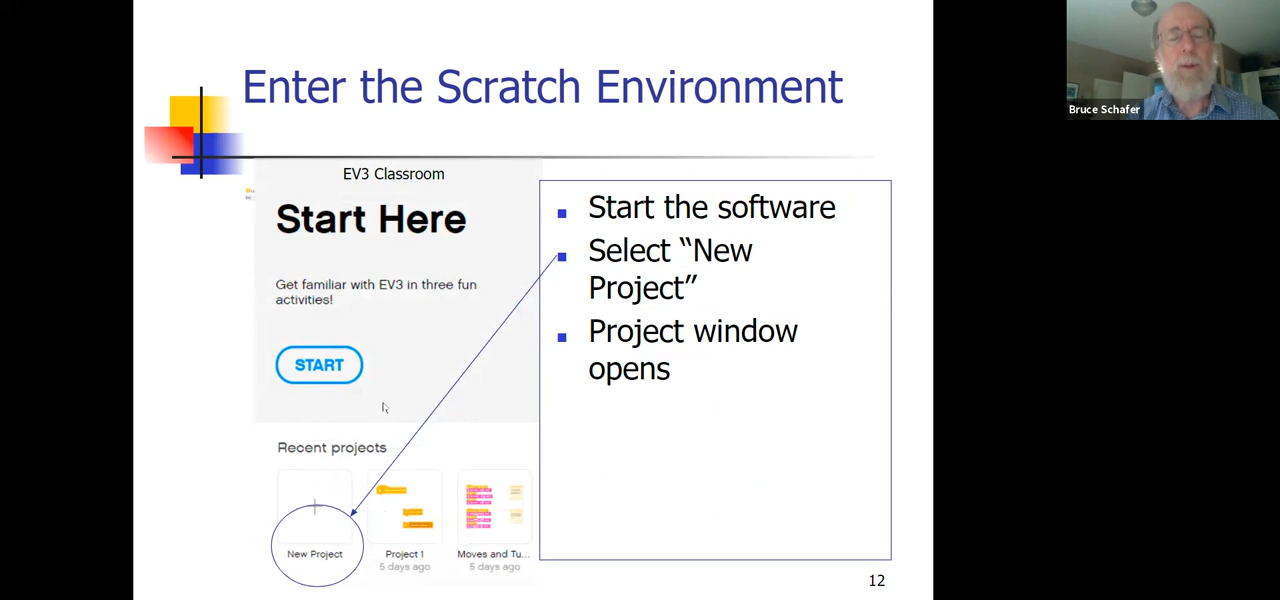 Enter the Scratch Environment
Bruce Schafer
EV3 Classroom
Start Here
Get familiar with EV3 in three fun
activities!
START
Recent projects
New Project
Project 1
5 days ago
Moves and Tu...
5 days ago
Start the software
Select “New
Project”
Project window
opens
12